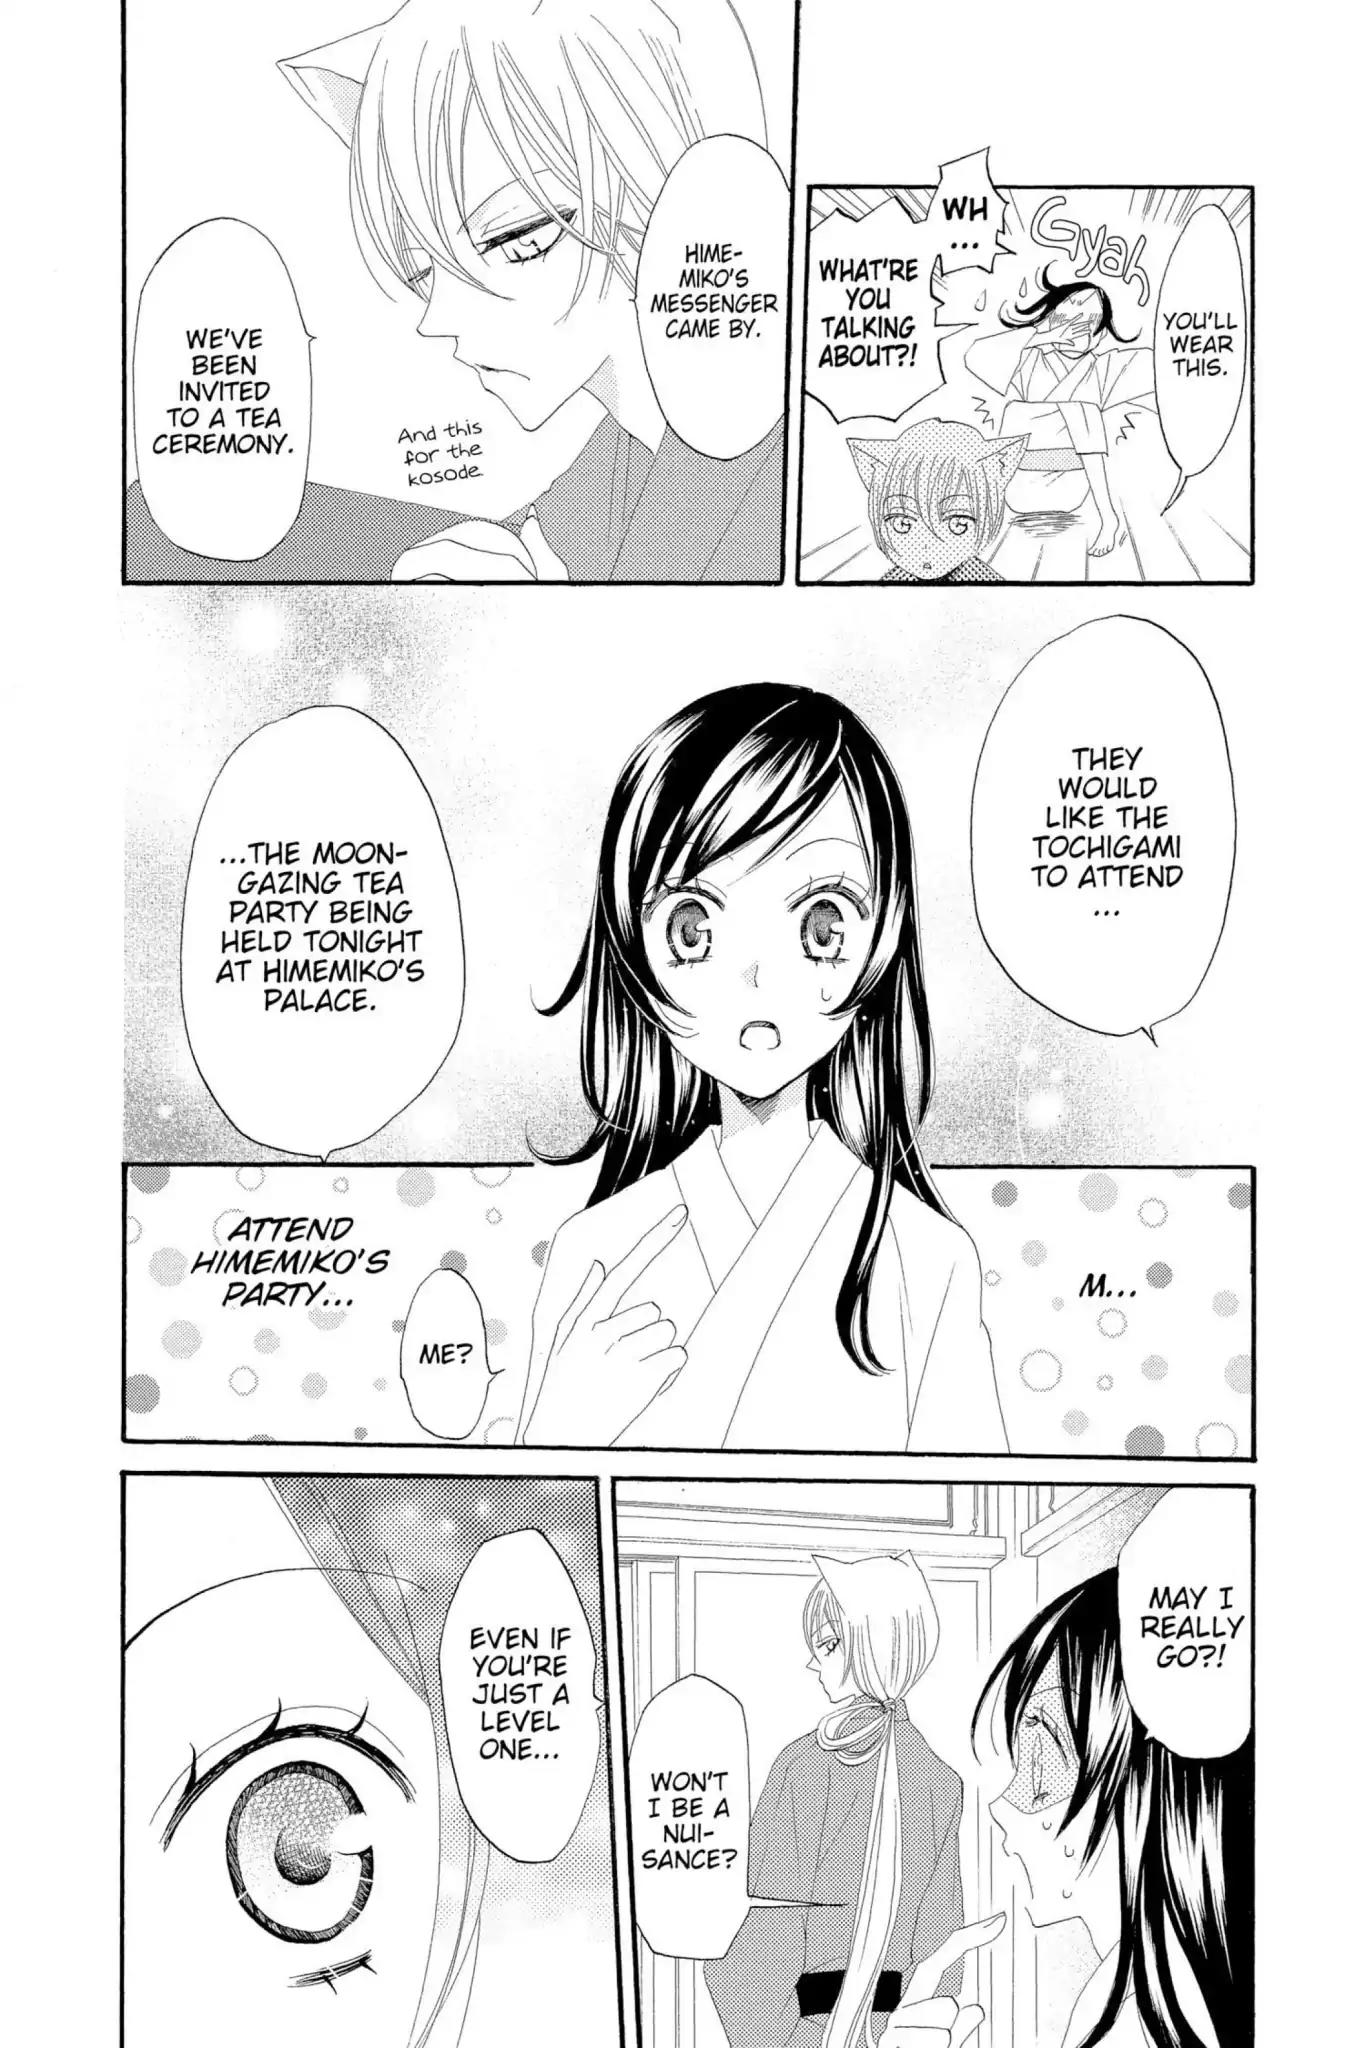 YOU'LL
WEAR
THIS.
Gyah
WH
...
WHAT'RE
YOU
TALKING
ABOUT?!
HIME-
MIKO'S
MESSENGER
CAME BY.
And this
for the
kosode.
WE'VE
BEEN
INVITED
TO A TEA
CEREMONY.
THEY
WOULD
LIKE THE
TOCHIGAMI
TO ATTEND
...
...THE MOON-
GAZING TEA
PARTY BEING
HELD TONIGHT
AT HIMEMIKO'S
PALACE.
M...
ME?
ATTEND
HIMEMIKO'S
PARTY...
MAY I
REALLY
GO?!
WON'T
I BE A
NUI-
SANCE?
EVEN IF
YOU'RE
JUST A
LEVEL
ONE...